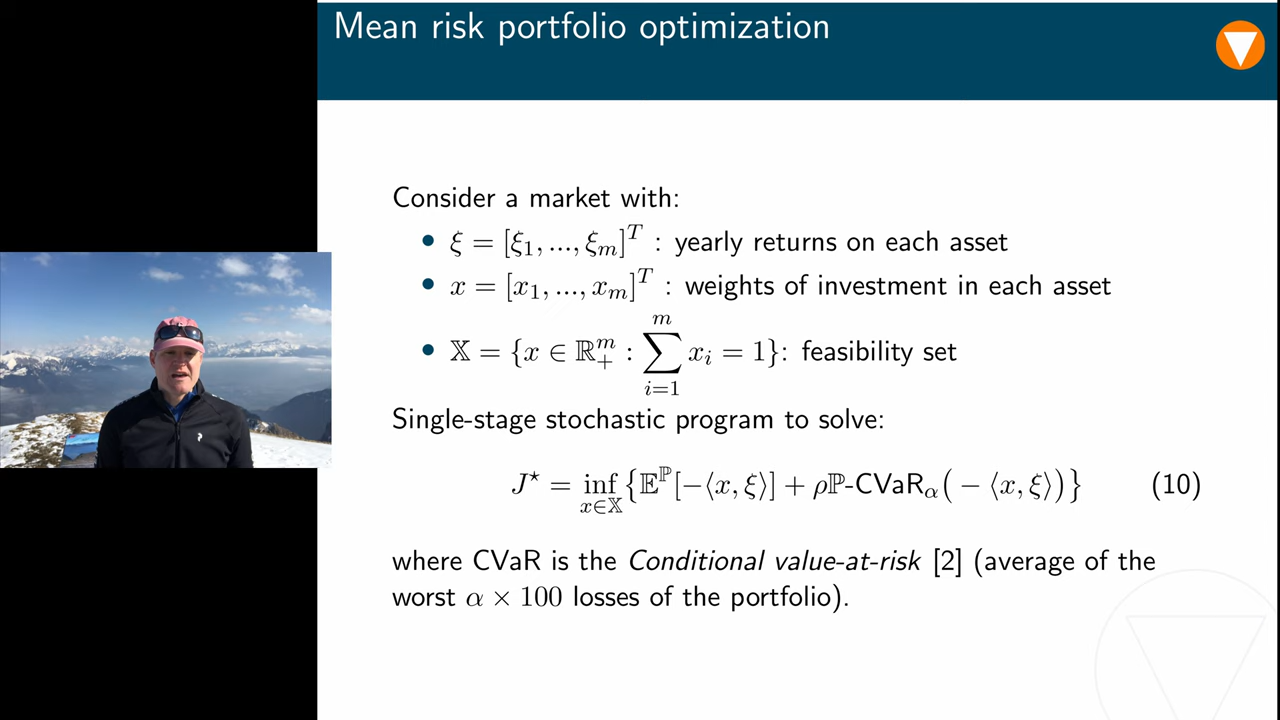 Mean risk portfolio optimization
Consider a market with:
• ξ = [ξ₁, ..., ξₘ]ᵀ : yearly returns on each asset
• x = [x₁, ..., xₘ]ᵀ : weights of investment in each asset
• 𝕏 = {x ∈ ℝ₊ᵐ : ∑ᵢ₌₁ᵐ xᵢ = 1}: feasibility set
Single-stage stochastic program to solve:
J⋆ = inf_{x∈𝕏} {𝔼^ℙ[−⟨x, ξ⟩] + ρℙ-CVaR_α(− ⟨x, ξ⟩)} (10)
where CVaR is the Conditional value-at-risk [2] (average of the
worst α × 100 losses of the portfolio).